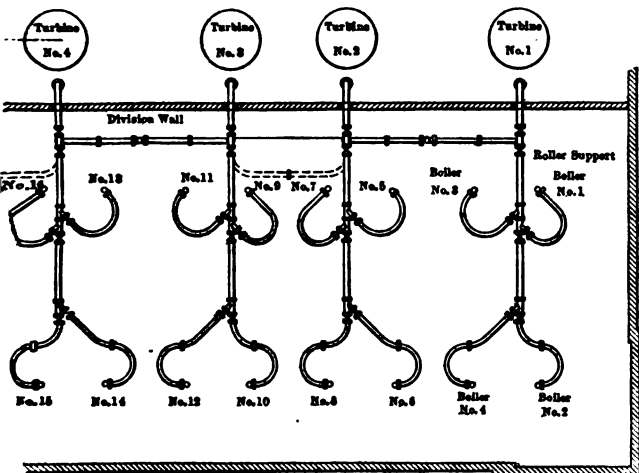 Turbine
No.4
Turbine
No.3
Turbine
No.2
Turbine
No.1
Division Wall
Roller Support
No.13
No.11
No.9
No.7
No.5
Boiler
No.3
Boiler
No.1
No.15
No.14
No.12
No.10
No.8
No.6
Boiler
No.4
Boiler
No.2